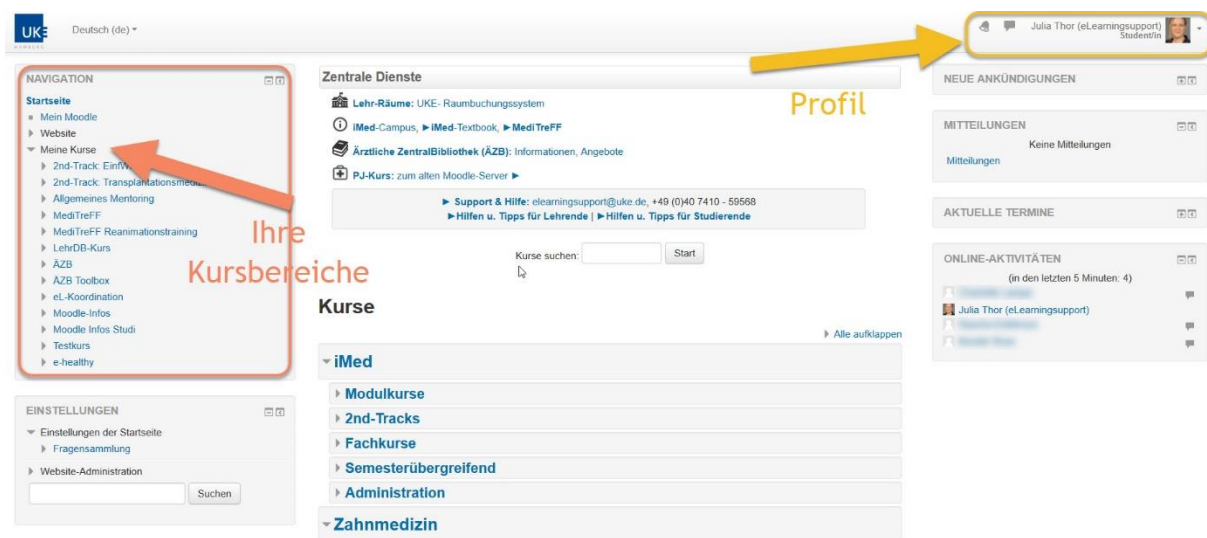 UKE
HAMBURG
Deutsch (de)
Julia Thor (eLearningsupport)
Student/in
Profil
NAVIGATION
Startseite
Mein Moodle
Website
Meine Kurse
2nd-Track:
2nd-Track: Transplantationsmedi
Allgemeines Mentoring
MediTreFF
MediTreFF Reanimationstraining
LehrDB-Kurs
ÄZB
ÄZB Toolbox
eL-Koordination
Moodle-Infos
Moodle Infos Studi
Testkurs
e-healthy
Ihre
Kursbereiche
EINSTELLUNGEN
Einstellungen der Startseite
Fragensammlung
Website-Administration
Suchen
Zentrale Dienste
Lehr-Räume: UKE- Raumbuchungssystem
iMed-Campus, ►iMed-Textbook, ►MediTreFF
Ärztliche ZentralBibliothek (ÄZB): Informationen, Angebote
PJ-Kurs: zum alten Moodle-Server ►
► Support & Hilfe: elearningsupport@uke.de, +49 (0)40 7410 - 59568
►Hilfen u. Tipps für Lehrende | ►Hilfen u. Tipps für Studierende
Kurse suchen: Start
Kurse
Alle aufklappen
iMed
Modulkurse
2nd-Tracks
Fachkurse
Semesterübergreifend
Administration
Zahnmedizin
NEUE ANKÜNDIGUNGEN
MITTEILUNGEN
Keine Mitteilungen
Mitteilungen
AKTUELLE TERMINE
ONLINE-AKTIVITÄTEN
(in den letzten 5 Minuten: 4)
Julia Thor (eLearningsupport)